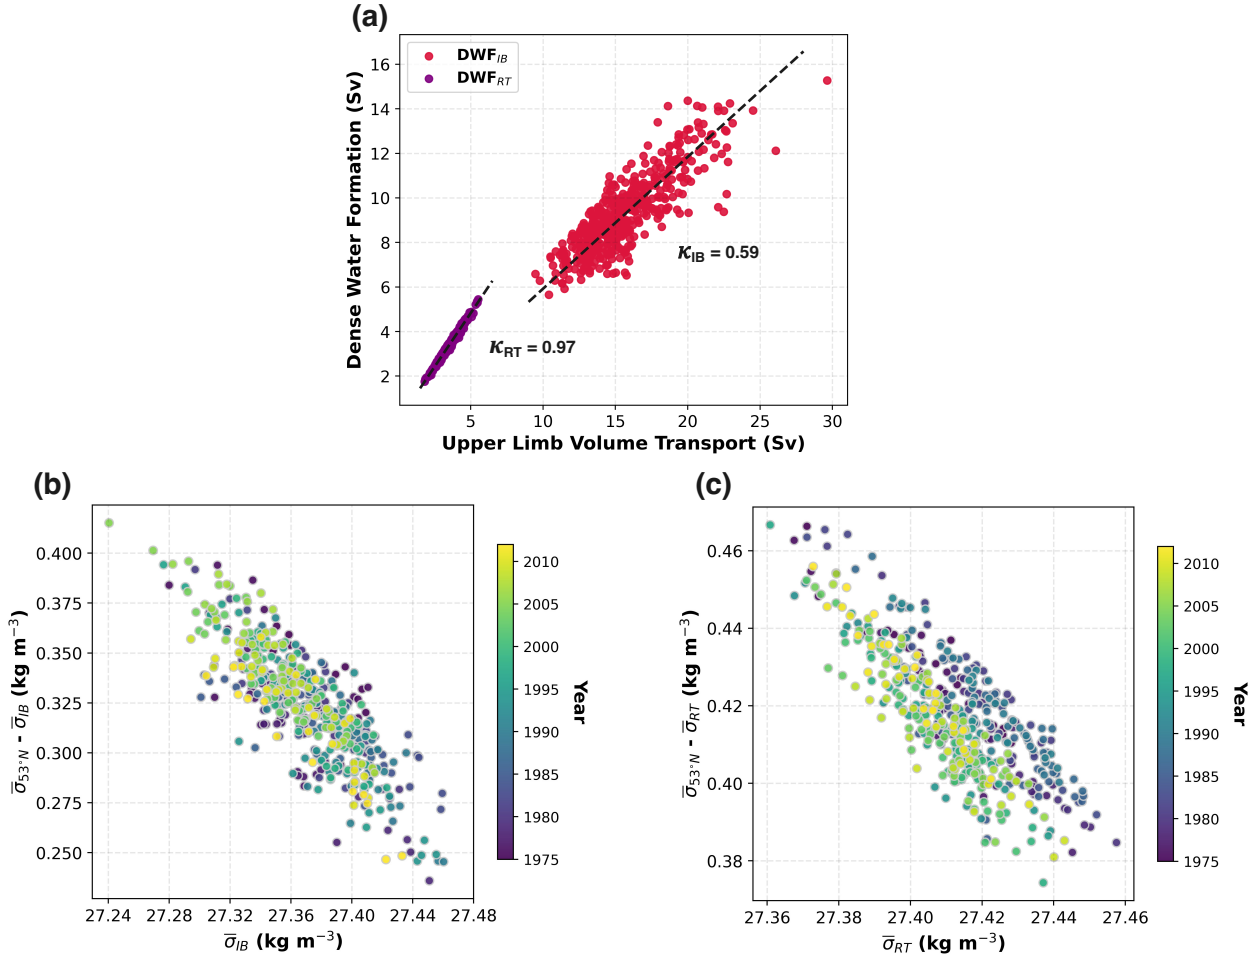 (a)
DWF_IB
DWF_RT
16
14
12
10
8
6
4
2
Dense Water Formation (Sv)
κ_IB = 0.59
κ_RT = 0.97
5 10 15 20 25 30
Upper Limb Volume Transport (Sv)
(b)
0.400
0.375
0.350
0.325
0.300
0.275
0.250
σ̅_53°N - σ̅_IB (kg m⁻³)
27.24 27.28 27.32 27.36 27.40 27.44 27.48
σ̅_IB (kg m⁻³)
2010
2005
2000
1995
1990
1985
1980
1975
Year
(c)
0.46
0.44
0.42
0.40
0.38
σ̅_53°N - σ̅_RT (kg m⁻³)
27.36 27.38 27.40 27.42 27.44 27.46
σ̅_RT (kg m⁻³)
2010
2005
2000
1995
1990
1985
1980
1975
Year